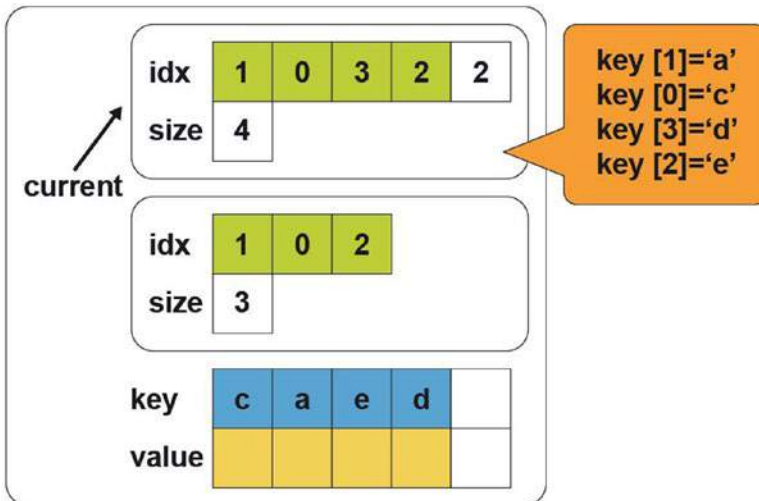 idx 1 0 3 2 2
size 4
current
idx 1 0 2
size 3
key c a e d
value
key [1]=‘a’
key [0]=‘c’
key [3]=‘d’
key [2]=‘e’